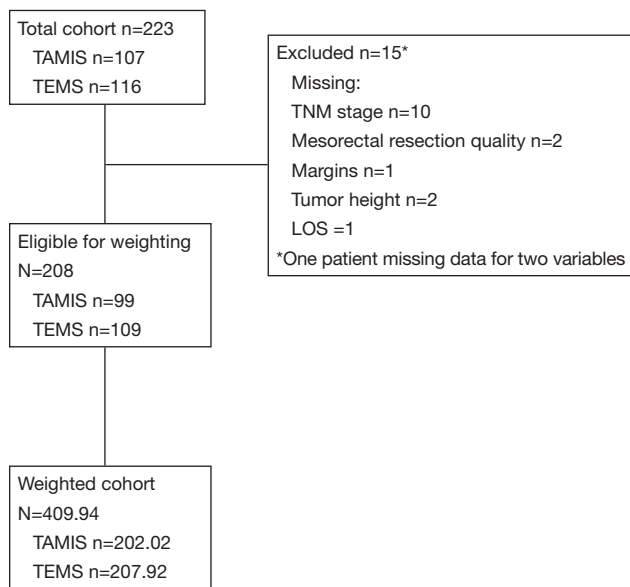 Total cohort n=223
TAMIS n=107
TEMS n=116
Excluded n=15*
Missing:
TNM stage n=10
Mesorectal resection quality n=2
Margins n=1
Tumor height n=2
LOS =1
*One patient missing data for two variables
Eligible for weighting
N=208
TAMIS n=99
TEMS n=109
Weighted cohort
N=409.94
TAMIS n=202.02
TEMS n=207.92